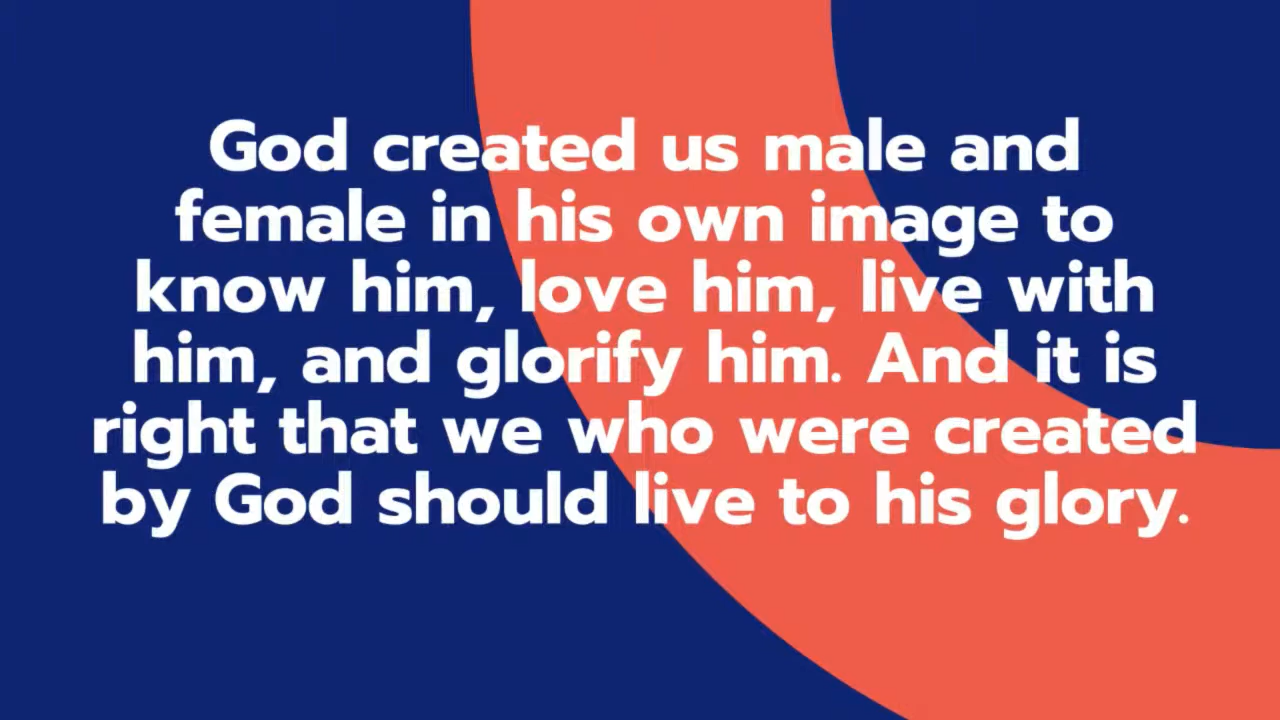 God created us male and
female in his own image to
know him, love him, live with
him, and glorify him. And it is
right that we who were created
by God should live to his glory.